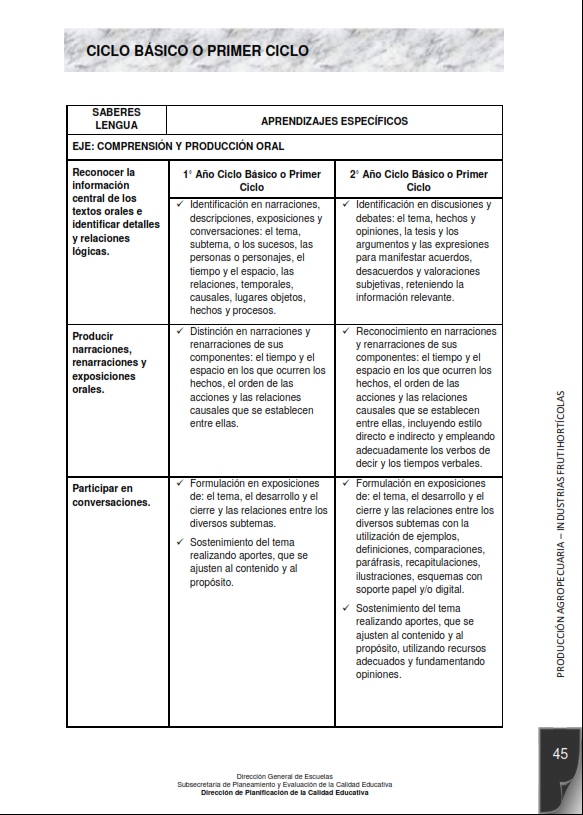 CICLO BÁSICO O PRIMER CICLO
SABERES
LENGUA
APRENDIZAJES ESPECÍFICOS
EJE: COMPRENSIÓN Y PRODUCCIÓN ORAL
Reconocer la
información
central de los
textos orales e
identificar detalles
y relaciones
lógicas.
1° Año Ciclo Básico o Primer
Ciclo
2° Año Ciclo Básico o Primer
Ciclo
✓ Identificación en narraciones,
descripciones, exposiciones y
conversaciones: el tema,
subtema, o los sucesos, las
personas o personajes, el
tiempo y el espacio, las
relaciones, temporales,
causales, lugares objetos,
hechos y procesos.
✓ Identificación en discusiones y
debates: el tema, hechos y
opiniones, la tesis y los
argumentos y las expresiones
para manifestar acuerdos,
desacuerdos y valoraciones
subjetivas, reteniendo la
información relevante.
Producir
narraciones,
renarraciones y
exposiciones
orales.
✓ Distinción en narraciones y
renarraciones de sus
componentes: el tiempo y el
espacio en los que ocurren los
hechos, el orden de las
acciones y las relaciones
causales que se establecen
entre ellas.
✓ Reconocimiento en narraciones
y renarraciones de sus
componentes: el tiempo y el
espacio en los que ocurren los
hechos, el orden de las
acciones y las relaciones
causales que se establecen
entre ellas, incluyendo estilo
directo e indirecto y empleando
adecuadamente los verbos de
decir y los tiempos verbales.
Participar en
conversaciones.
✓ Formulación en exposiciones
de: el tema, el desarrollo y el
cierre y las relaciones entre los
diversos subtemas.
✓ Sostenimiento del tema
realizando aportes, que se
ajusten al contenido y al
propósito.
✓ Formulación en exposiciones
de: el tema, el desarrollo y el
cierre y las relaciones entre los
diversos subtemas con la
utilización de ejemplos,
definiciones, comparaciones,
paráfrasis, recapitulaciones,
ilustraciones, esquemas con
soporte papel y/o digital.
✓ Sostenimiento del tema
realizando aportes, que se
ajusten al contenido y al
propósito, utilizando recursos
adecuados y fundamentando
opiniones.
PRODUCCIÓN AGROPECUARIA – INDUSTRIAS FRUTIHORTÍCOLAS
45
Dirección General de Escuelas
Subsecretaría de Planeamiento y Evaluación de la Calidad Educativa
Dirección de Planificación de la Calidad Educativa